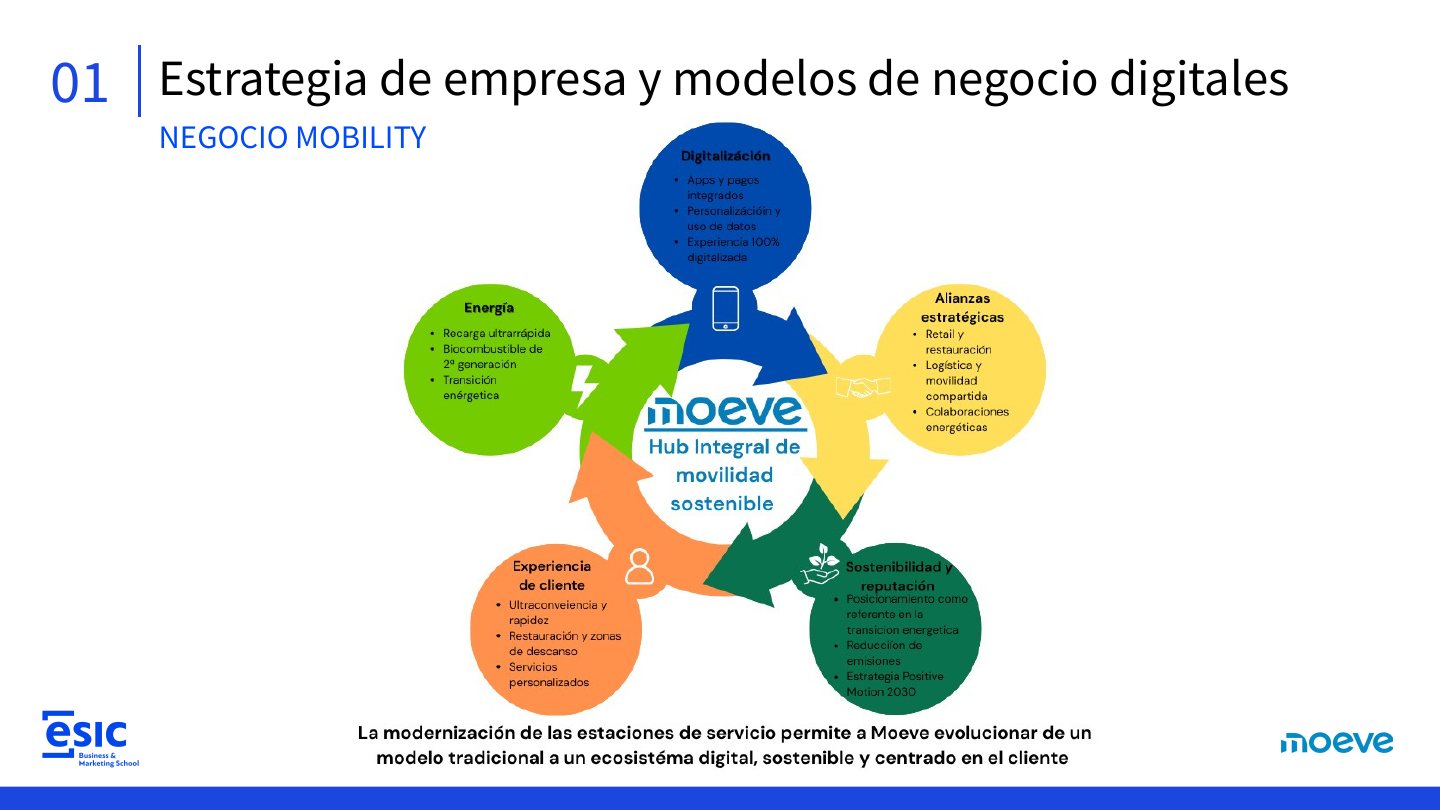 01
Estrategia de empresa y modelos de negocio digitales
NEGOCIO MOBILITY
Digitalizáción
• Apps y pagos
integrados
• Personalizációin y
uso de datos
• Experiencia 100%
digitalizada
Alianzas
estratégicas
• Retail y
restauración
• Logística y
movilidad
compartida
• Colaboraciones
energéticas
Energía
• Recarga ultrarrápida
• Biocombustible de
2ª generación
• Transición
enérgetica
moeve
Hub Integral de
movilidad
sostenible
Experiencia
de cliente
• Ultraconveiencia y
rapidez
• Restauración y zonas
de descanso
• Servicios
personalizados
Sostenibilidad y
reputación
• Posicionamiento como
referente en la
transicion energetica
• Reducciíon de
emisiones
• Estrategia Positive
Motion 2030
La modernización de las estaciones de servicio permite a Moeve evolucionar de un
modelo tradicional a un ecosistéma digital, sostenible y centrado en el cliente
esic
Business &
Marketing School
moeve